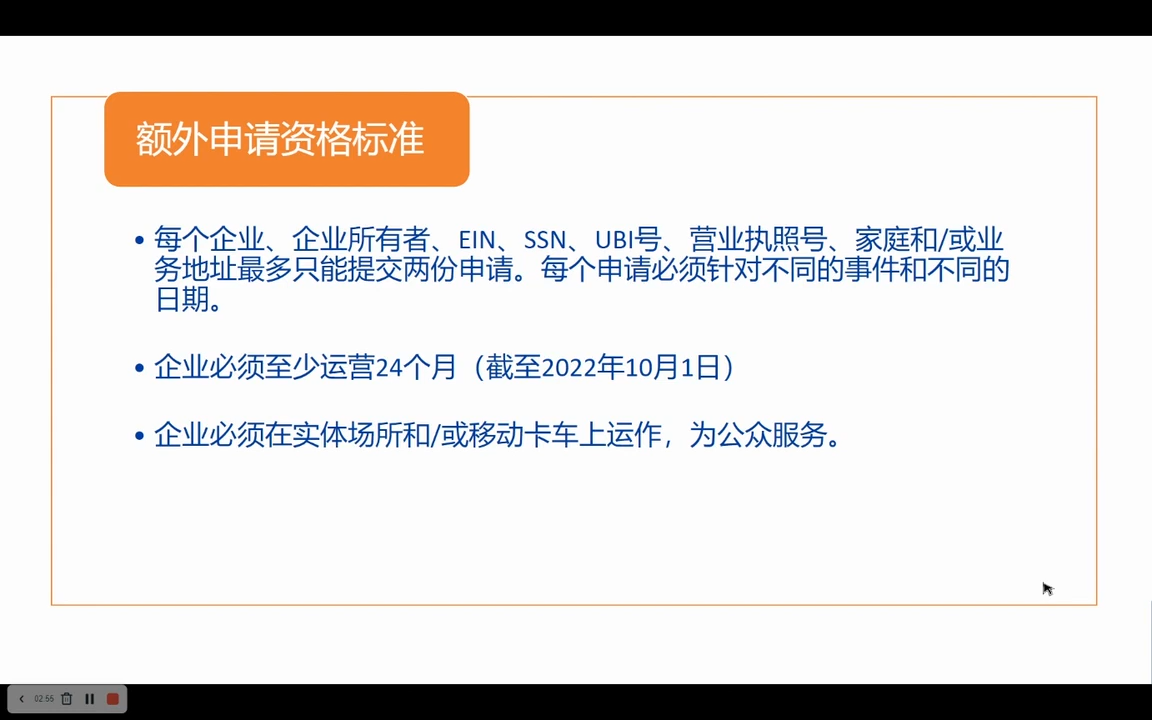 额外申请资格标准
• 每个企业、企业所有者、EIN、SSN、UBI号、营业执照号、家庭和/或业
务地址最多只能提交两份申请。每个申请必须针对不同的事件和不同的
日期。
• 企业必须至少运营24个月（截至2022年10月1日）
• 企业必须在实体场所和/或移动卡车上运作，为公众服务。
02:55